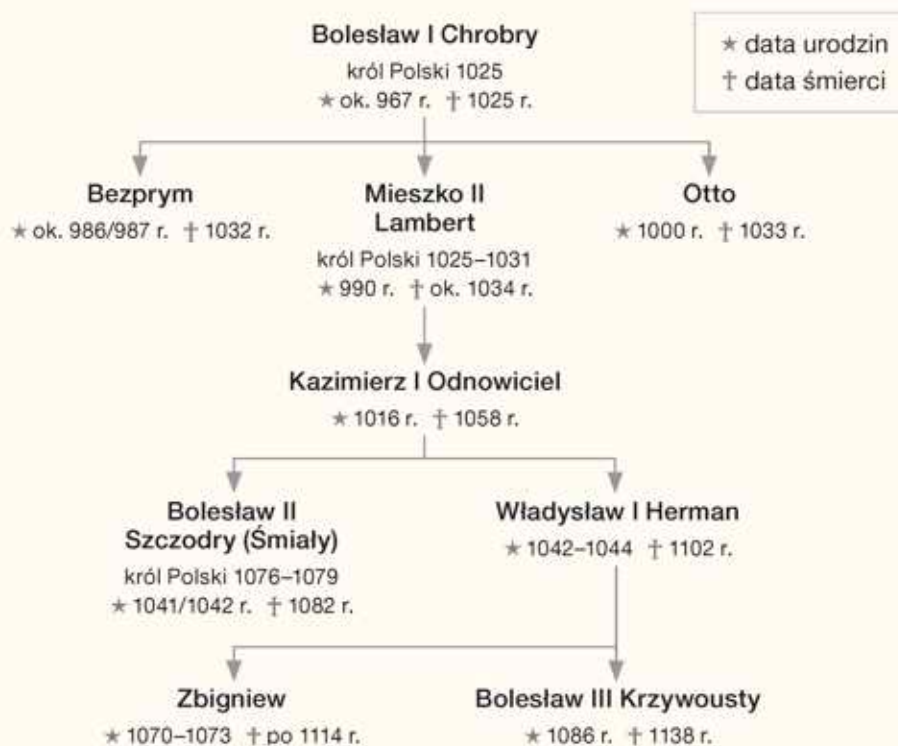 Bolesław I Chrobry
król Polski 1025
★ ok. 967 r. † 1025 r.
★ data urodzin
† data śmierci
Bezprym
★ ok. 986/987 r. † 1032 r.
Mieszko II
Lambert
król Polski 1025–1031
★ 990 r. † ok. 1034 r.
Otto
★ 1000 r. † 1033 r.
Kazimierz I Odnowiciel
★ 1016 r. † 1058 r.
Bolesław II
Szczodry (Śmiały)
król Polski 1076–1079
★ 1041/1042 r. † 1082 r.
Władysław I Herman
★ 1042–1044 † 1102 r.
Zbigniew
★ 1070–1073 † po 1114 r.
Bolesław III Krzywousty
★ 1086 r. † 1138 r.